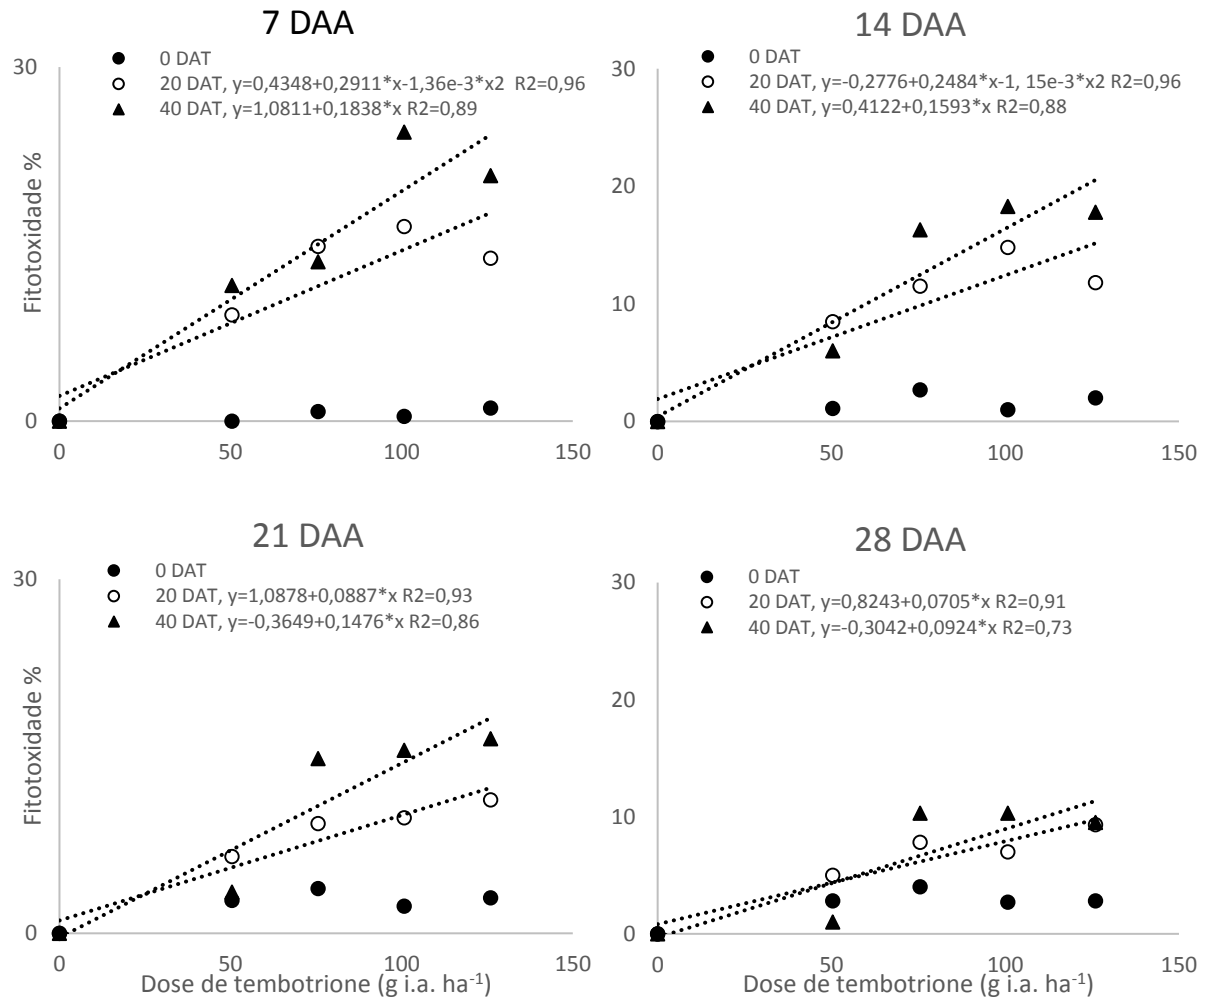 7 DAA
0 DAT
20 DAT, y=0,4348+0,2911*x-1,36e-3*x2 R2=0,96
40 DAT, y=1,0811+0,1838*x R2=0,89
Fitotoxidade %
30
0
0 50 100 150
14 DAA
0 DAT
20 DAT, y=-0,2776+0,2484*x-1, 15e-3*x2 R2=0,96
40 DAT, y=0,4122+0,1593*x R2=0,88
30
20
10
0
0 50 100 150
21 DAA
0 DAT
20 DAT, y=1,0878+0,0887*x R2=0,93
40 DAT, y=-0,3649+0,1476*x R2=0,86
Fitotoxidade %
30
0
0 50 100 150
Dose de tembotrione (g i.a. ha⁻¹)
28 DAA
0 DAT
20 DAT, y=0,8243+0,0705*x R2=0,91
40 DAT, y=-0,3042+0,0924*x R2=0,73
30
20
10
0
0 50 100 150
Dose de tembotrione (g i.a. ha⁻¹)